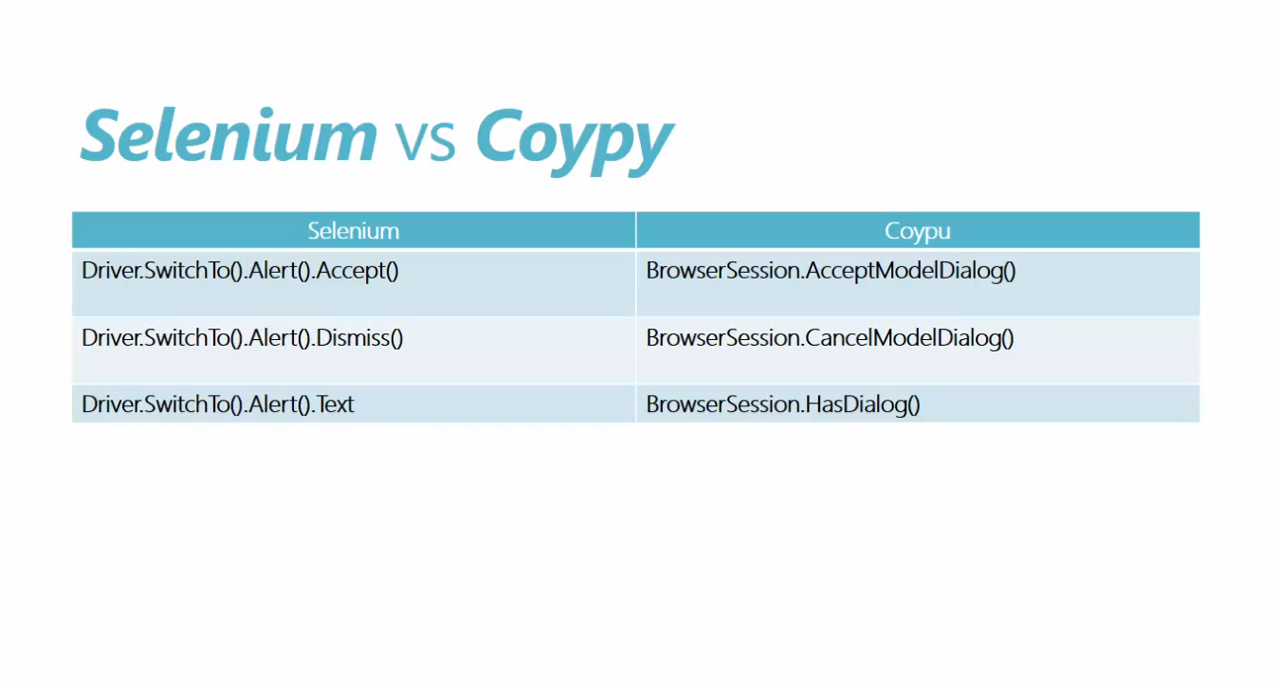 Selenium vs Coypy
Selenium Coypu
Driver.SwitchTo().Alert().Accept() BrowserSession.AcceptModelDialog()
Driver.SwitchTo().Alert().Dismiss() BrowserSession.CancelModelDialog()
Driver.SwitchTo().Alert().Text BrowserSession.HasDialog()